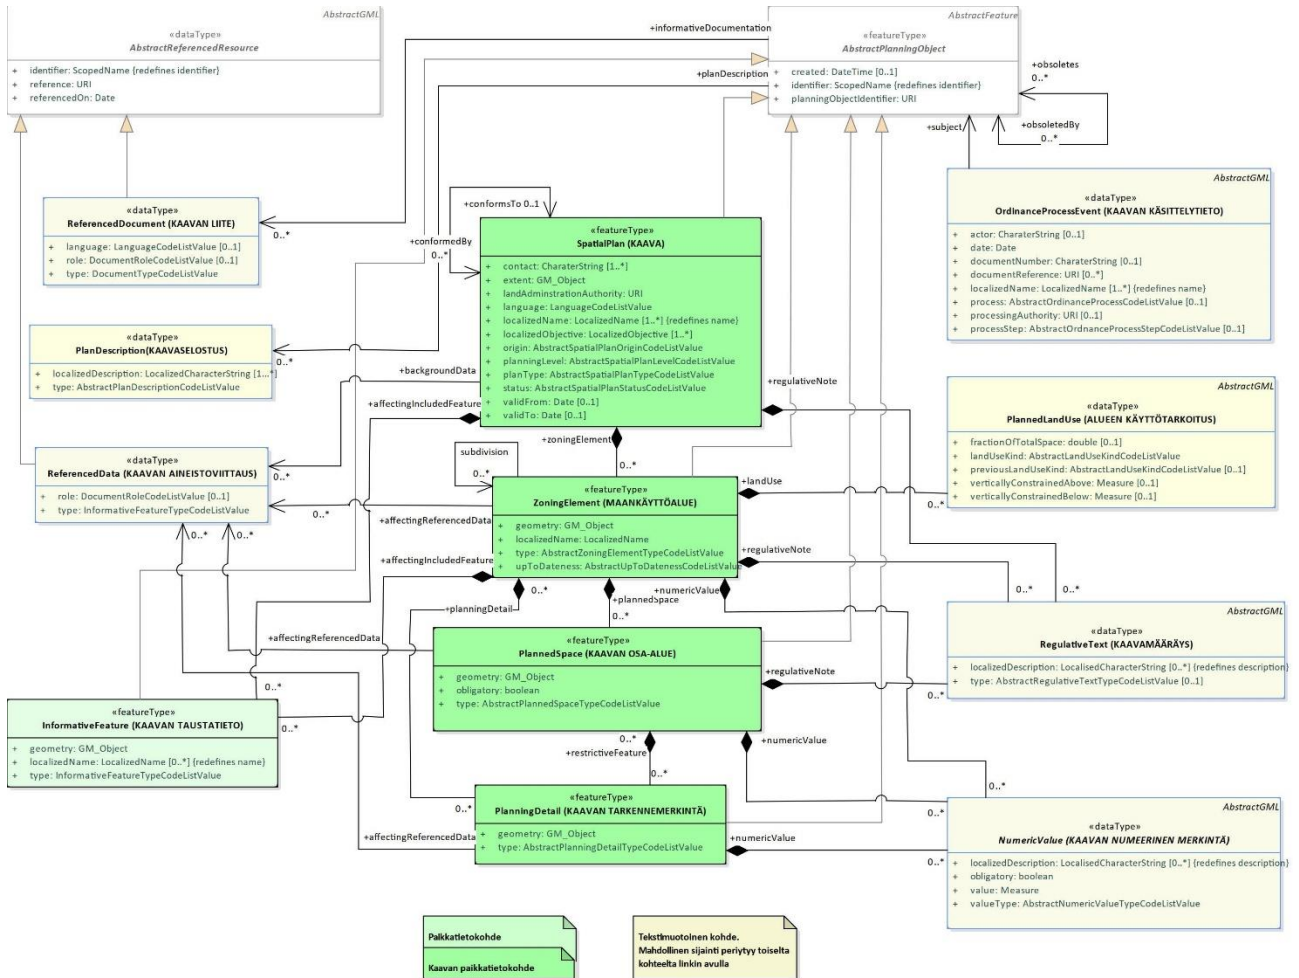 AbstractGML
«dataType»
AbstractReferencedResource
+ identifier: ScopedName {redefines identifier}
+ reference: URI
+ referencedOn: Date
AbstractFeature
«featureType»
AbstractPlanningObject
+ created: DateTime [0..1]
+ identifier: ScopedName {redefines identifier}
+ planningObjectIdentifier: URI
+informativeDocumentation
+planDescription
+obsoletes
0..*
+obsoletedBy
0..*
+subject
«dataType»
ReferencedDocument (KAAVAN LIITE)
+ language: LanguageCodeListValue [0..1]
+ role: DocumentRoleCodeListValue [0..1]
+ type: DocumentTypeCodeListValue
0..*
+conformsTo 0..1
+conformedBy
0..*
«featureType»
SpatialPlan (KAAVA)
+ contact: CharaterString [1..*]
+ extent: GM_Object
+ landAdminstrationAuthority: URI
+ language: LanguageCodeListValue
+ localizedName: LocalizedName [1..*] {redefines name}
+ localizedObjective: LocalizedObjective [1..*]
+ origin: AbstractSpatialPlanOriginCodeListValue
+ planningLevel: AbstractSpatialPlanLevelCodeListValue
+ planType: AbstractSpatialPlanTypeCodeListValue
+ status: AbstractSpatialPlanStatusCodeListValue
+ validFrom: Date [0..1]
+ validTo: Date [0..1]
AbstractGML
OrdinanceProcessEvent (KAAVAN KÄSITTELYTIETO)
+ actor: CharaterString [0..1]
+ date: Date
+ documentNumber: CharaterString [0..1]
+ documentReference: URI [0..*]
+ localizedName: LocalizedName [1..*] {redefines name}
+ process: AbstractOrdinanceProcessCodeListValue [0..1]
+ processingAuthority: URI [0..1]
+ processStep: AbstractOrdnanceProcessStepCodeListValue [0..1]
«dataType»
PlanDescription(KAAVASELOSTUS)
+ localizedDescription: LocalizedCharacterString [1...*]
+ type: AbstractPlanDescriptionCodeListValue
0..*
+backgroundData
+affectingIncludedFeature
+regulativeNote
+zoningElement
0..*
AbstractGML
«dataType»
PlannedLandUse (ALUEEN KÄYTTÖTARKOITUS)
+ fractionOfTotalSpace: double [0..1]
+ landUseKind: AbstractLandUseKindCodeListValue
+ previousLandUseKind: AbstractLandUseKindCodeListValue [0..1]
+ verticallyConstrainedAbove: Measure [0..1]
+ verticallyConstrainedBelow: Measure [0..1]
«dataType»
ReferencedData (KAAVAN AINEISTOVIITTAUS)
+ role: DocumentRoleCodeListValue [0..1]
+ type: InformativeFeatureTypeCodeListValue
0..*
0..*
0..*
0..*
subdivision
0..*
«featureType»
ZoningElement (MAANKÄYTTÖALUE)
+ geometry: GM_Object
+ localizedName: LocalizedName
+ type: AbstractZoningElementTypeCodeListValue
+ upToDateness: AbstractUpToDatenessCodeListValue
+landUse
0..*
+affectingReferencedData
+affectingIncludedFeature
+regulativeNote
0..*
0..*
+planningDetail
0..*
+plannedSpace
0..*
+numericValue
+affectingReferencedData
«featureType»
PlannedSpace (KAAVAN OSA-ALUE)
+ geometry: GM_Object
+ obligatory: boolean
+ type: AbstractPlannedSpaceTypeCodeListValue
+regulativeNote
0..*
AbstractGML
«dataType»
RegulativeText (KAAVAMÄÄRÄYS)
+ localizedDescription: LocalisedCharacterString [0..*] {redefines description}
+ type: AbstractRegulativeTextTypeCodeListValue [0..1]
0..*
0..*
«featureType»
InformativeFeature (KAAVAN TAUSTATIETO)
+ geometry: GM_Object
+ localizedName: LocalizedName [0..*] {redefines name}
+ type: InformativeFeatureTypeCodeListValue
0..*
+restrictiveFeature
0..*
+numericValue
0..*
0..*
«featureType»
PlanningDetail (KAAVAN TARKENNEMERKINTÄ)
+ geometry: GM_Object
+ type: AbstractPlanningDetailTypeCodeListValue
0..*
+affectingReferencedData
+numericValue
0..*
AbstractGML
«dataType»
NumericValue (KAAVAN NUMEERINEN MERKINTÄ)
+ localizedDescription: LocalisedCharacterString [0..*] {redefines description}
+ obligatory: boolean
+ value: Measure
+ valueType: AbstractNumericValueTypeCodeListValue
Paikkatietokohde
Kaavan paikkatietokohde
Tekstimuotoinen kohde.
Mahdollinen sijainti periytyy toiselta
kohteelta linkin avulla